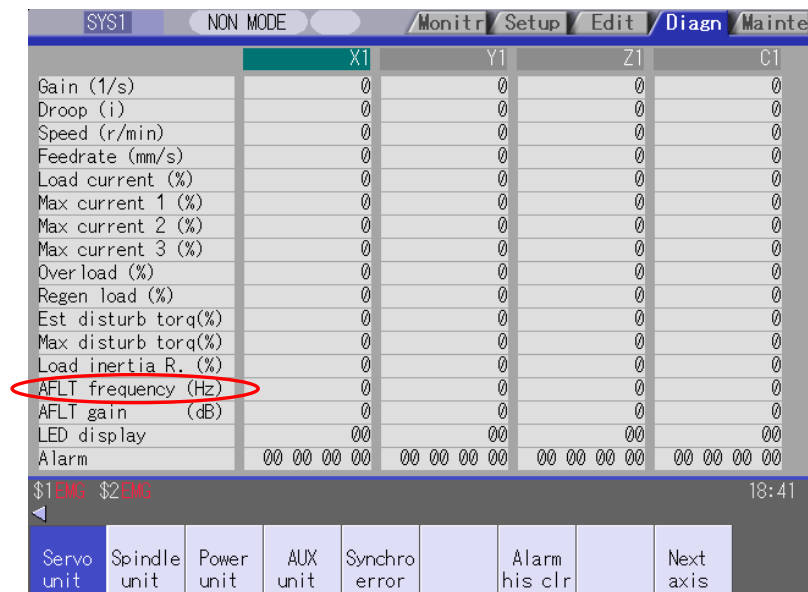 SYS1 NON MODE Monitr Setup Edit Diagn Mainte
X1 Y1 Z1 C1
Gain (1/s) 0 0 0 0
Droop (i) 0 0 0 0
Speed (r/min) 0 0 0 0
Feedrate (mm/s) 0 0 0 0
Load current (%) 0 0 0 0
Max current 1 (%) 0 0 0 0
Max current 2 (%) 0 0 0 0
Max current 3 (%) 0 0 0 0
Overload (%) 0 0 0 0
Regen load (%) 0 0 0 0
Est disturb torq(%) 0 0 0 0
Max disturb torq(%) 0 0 0 0
Load inertia R. (%) 0 0 0 0
AFLT frequency (Hz) 0 0 0 0
AFLT gain (dB) 0 0 0 0
LED display 00 00 00 00
Alarm 00 00 00 00 00 00 00 00 00 00 00 00 00 00 00 00
$1 EMG $2 EMG 18:41
Servo Spindle Power AUX Synchro Alarm Next
unit unit unit unit error his clr axis